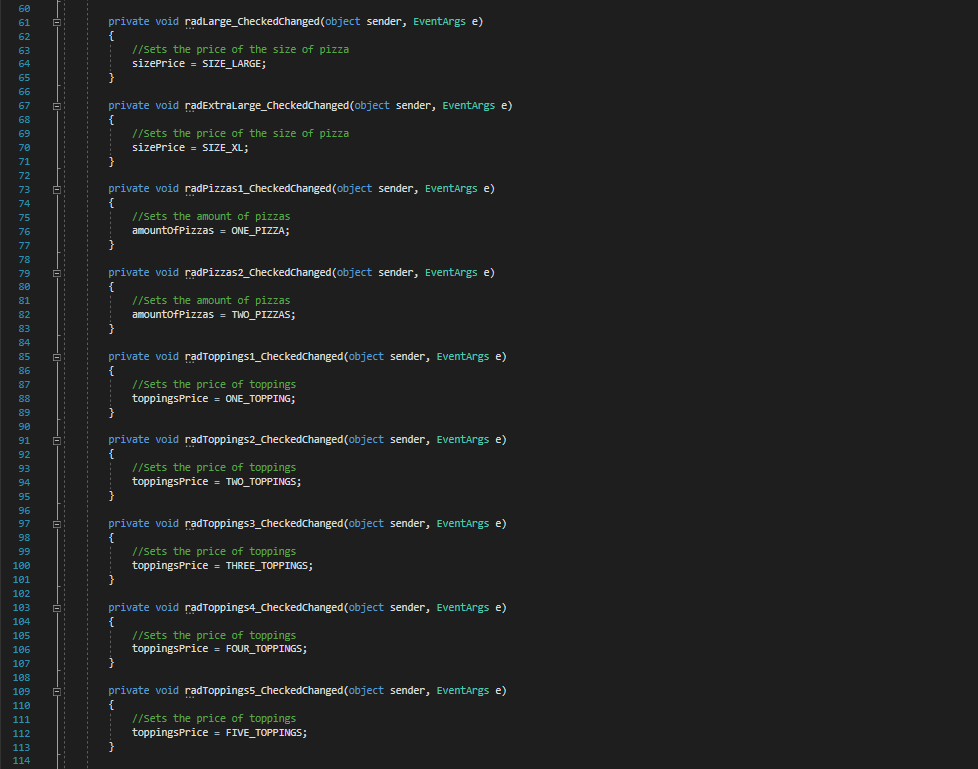 60
61 private void radLarge_CheckedChanged(object sender, EventArgs e)
62 {
63 //Sets the price of the size of pizza
64 sizePrice = SIZE_LARGE;
65 }
66
67 private void radExtraLarge_CheckedChanged(object sender, EventArgs e)
68 {
69 //Sets the price of the size of pizza
70 sizePrice = SIZE_XL;
71 }
72
73 private void radPizzas1_CheckedChanged(object sender, EventArgs e)
74 {
75 //Sets the amount of pizzas
76 amountOfPizzas = ONE_PIZZA;
77 }
78
79 private void radPizzas2_CheckedChanged(object sender, EventArgs e)
80 {
81 //Sets the amount of pizzas
82 amountOfPizzas = TWO_PIZZAS;
83 }
84
85 private void radToppings1_CheckedChanged(object sender, EventArgs e)
86 {
87 //Sets the price of toppings
88 toppingsPrice = ONE_TOPPING;
89 }
90
91 private void radToppings2_CheckedChanged(object sender, EventArgs e)
92 {
93 //Sets the price of toppings
94 toppingsPrice = TWO_TOPPINGS;
95 }
96
97 private void radToppings3_CheckedChanged(object sender, EventArgs e)
98 {
99 //Sets the price of toppings
100 toppingsPrice = THREE_TOPPINGS;
101 }
102
103 private void radToppings4_CheckedChanged(object sender, EventArgs e)
104 {
105 //Sets the price of toppings
106 toppingsPrice = FOUR_TOPPINGS;
107 }
108
109 private void radToppings5_CheckedChanged(object sender, EventArgs e)
110 {
111 //Sets the price of toppings
112 toppingsPrice = FIVE_TOPPINGS;
113 }
114